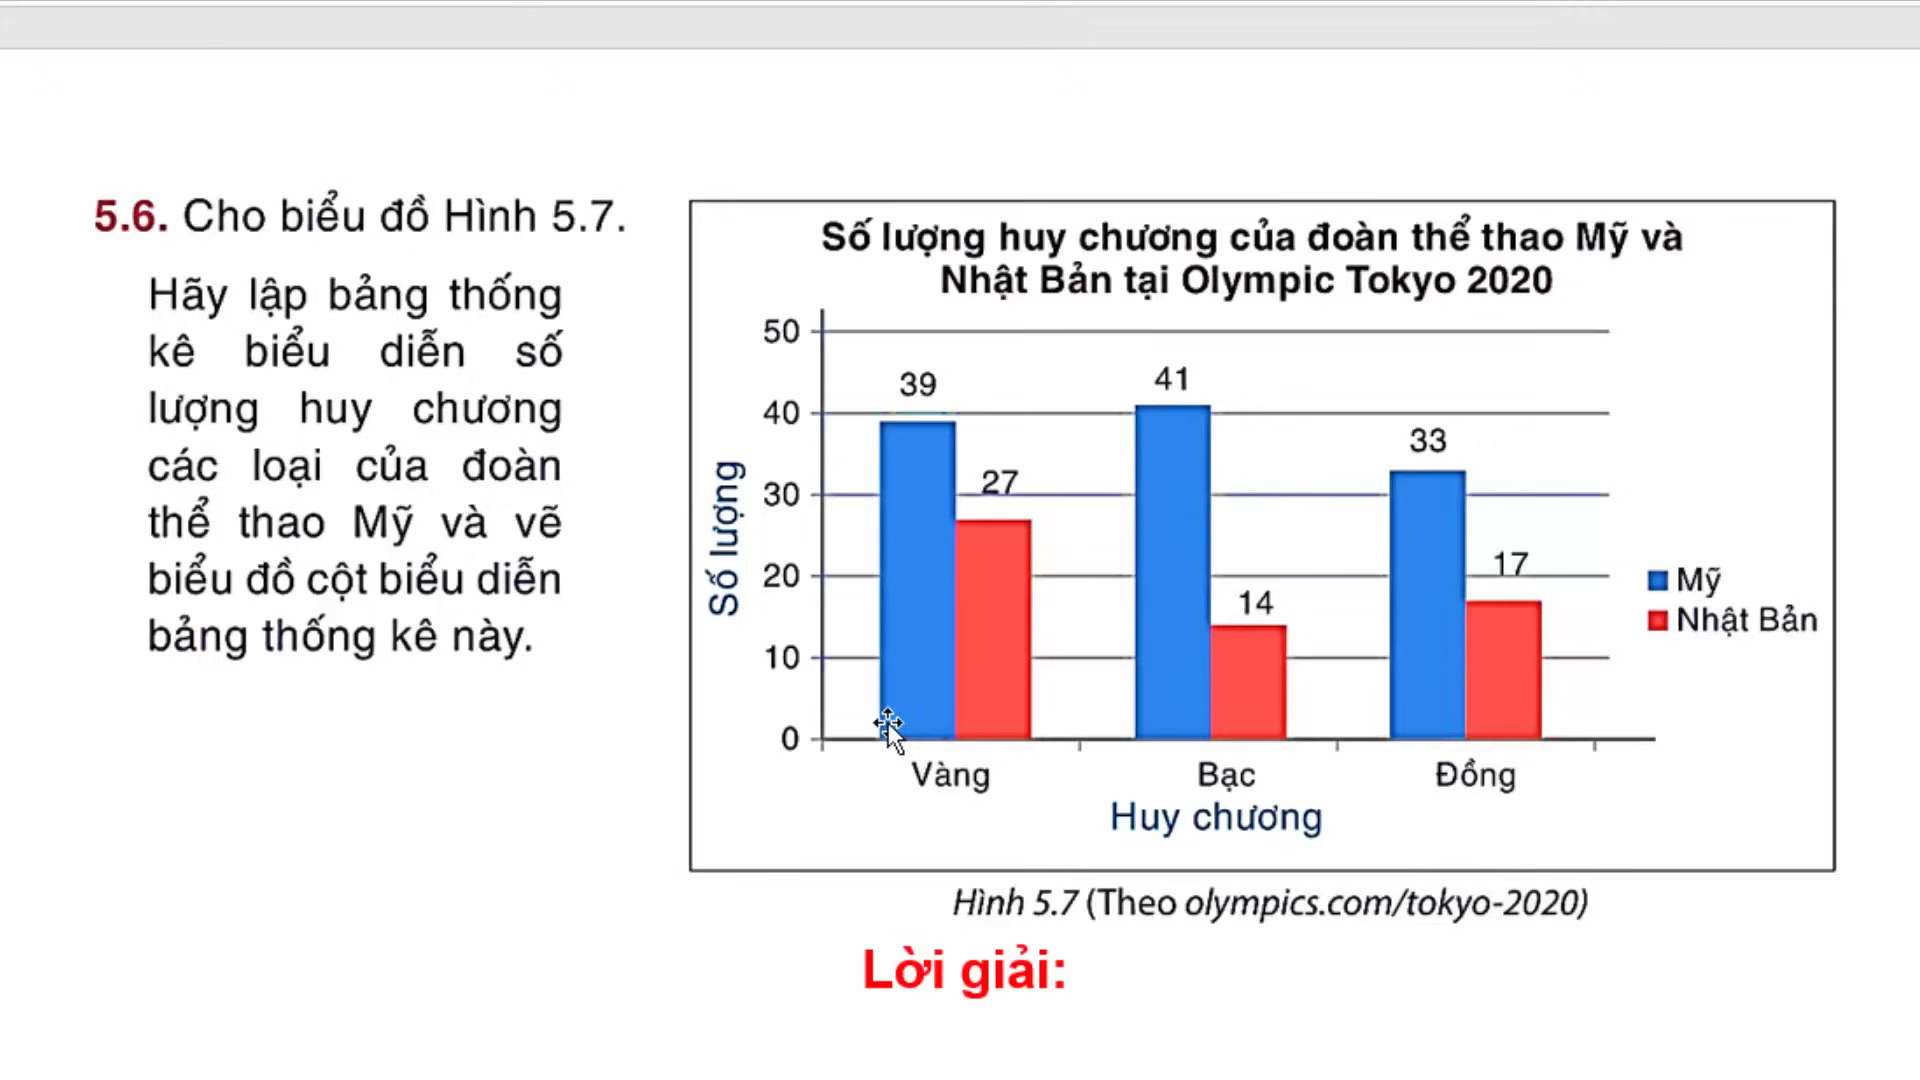 5.6. Cho biểu đồ Hình 5.7.
Hãy lập bảng thống
kê biểu diễn số
lượng huy chương
các loại của đoàn
thể thao Mỹ và vẽ
biểu đồ cột biểu diễn
bảng thống kê này.
Số lượng huy chương của đoàn thể thao Mỹ và
Nhật Bản tại Olympic Tokyo 2020
Số lượng
50
40
30
20
10
0
39
27
41
14
33
17
Vàng
Bạc
Đồng
Huy chương
Mỹ
Nhật Bản
Hình 5.7 (Theo olympics.com/tokyo-2020)
Lời giải: